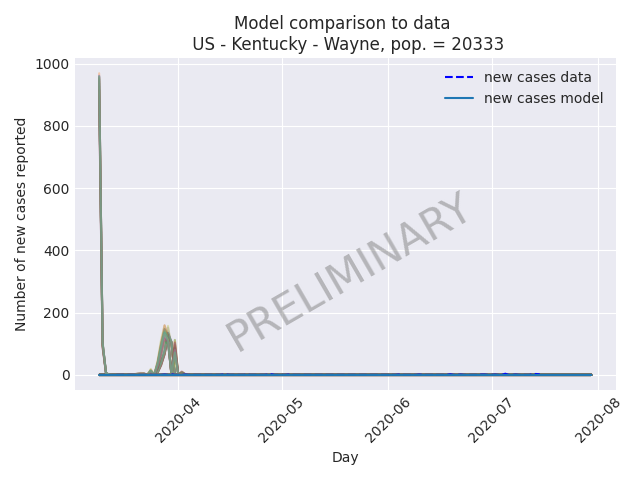 Model comparison to data
US - Kentucky - Wayne, pop. = 20333
new cases data
new cases model
PRELIMINARY
Number of new cases reported
1000
800
600
400
200
0
2020-04
2020-05
2020-06
2020-07
2020-08
Day